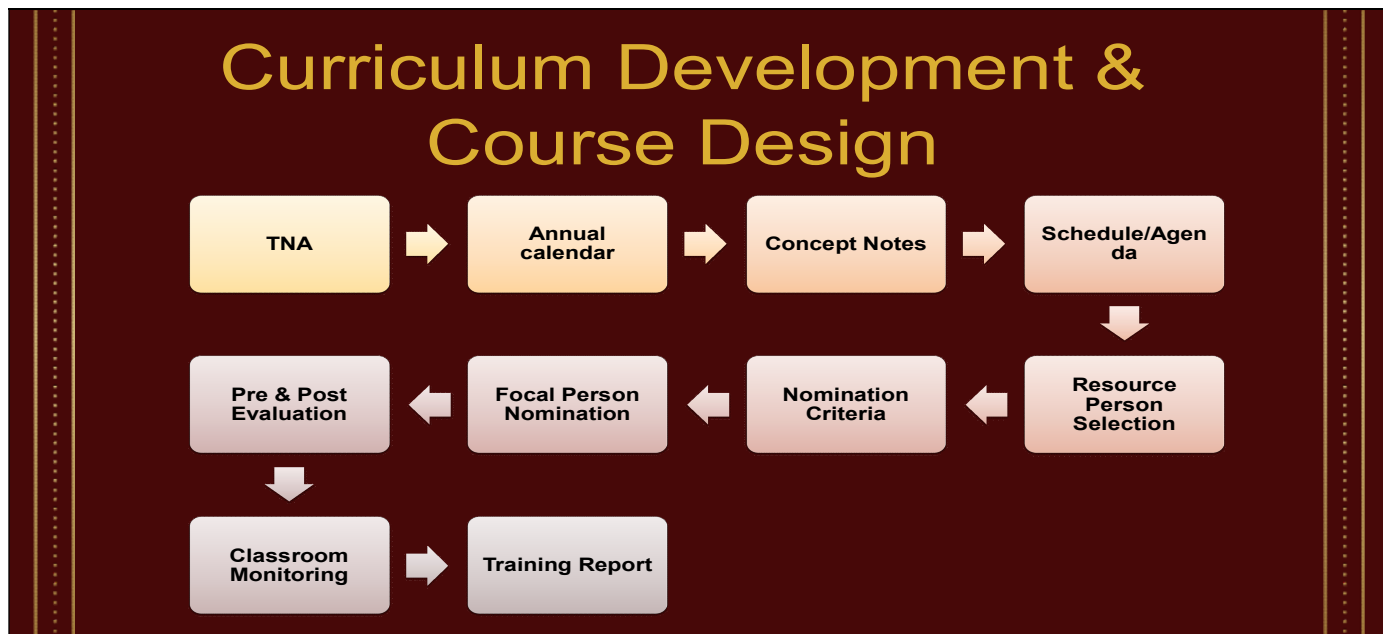 Curriculum Development &
Course Design
TNA
Annual
calendar
Concept Notes
Schedule/Agen
da
Resource
Person
Selection
Nomination
Criteria
Focal Person
Nomination
Pre & Post
Evaluation
Classroom
Monitoring
Training Report